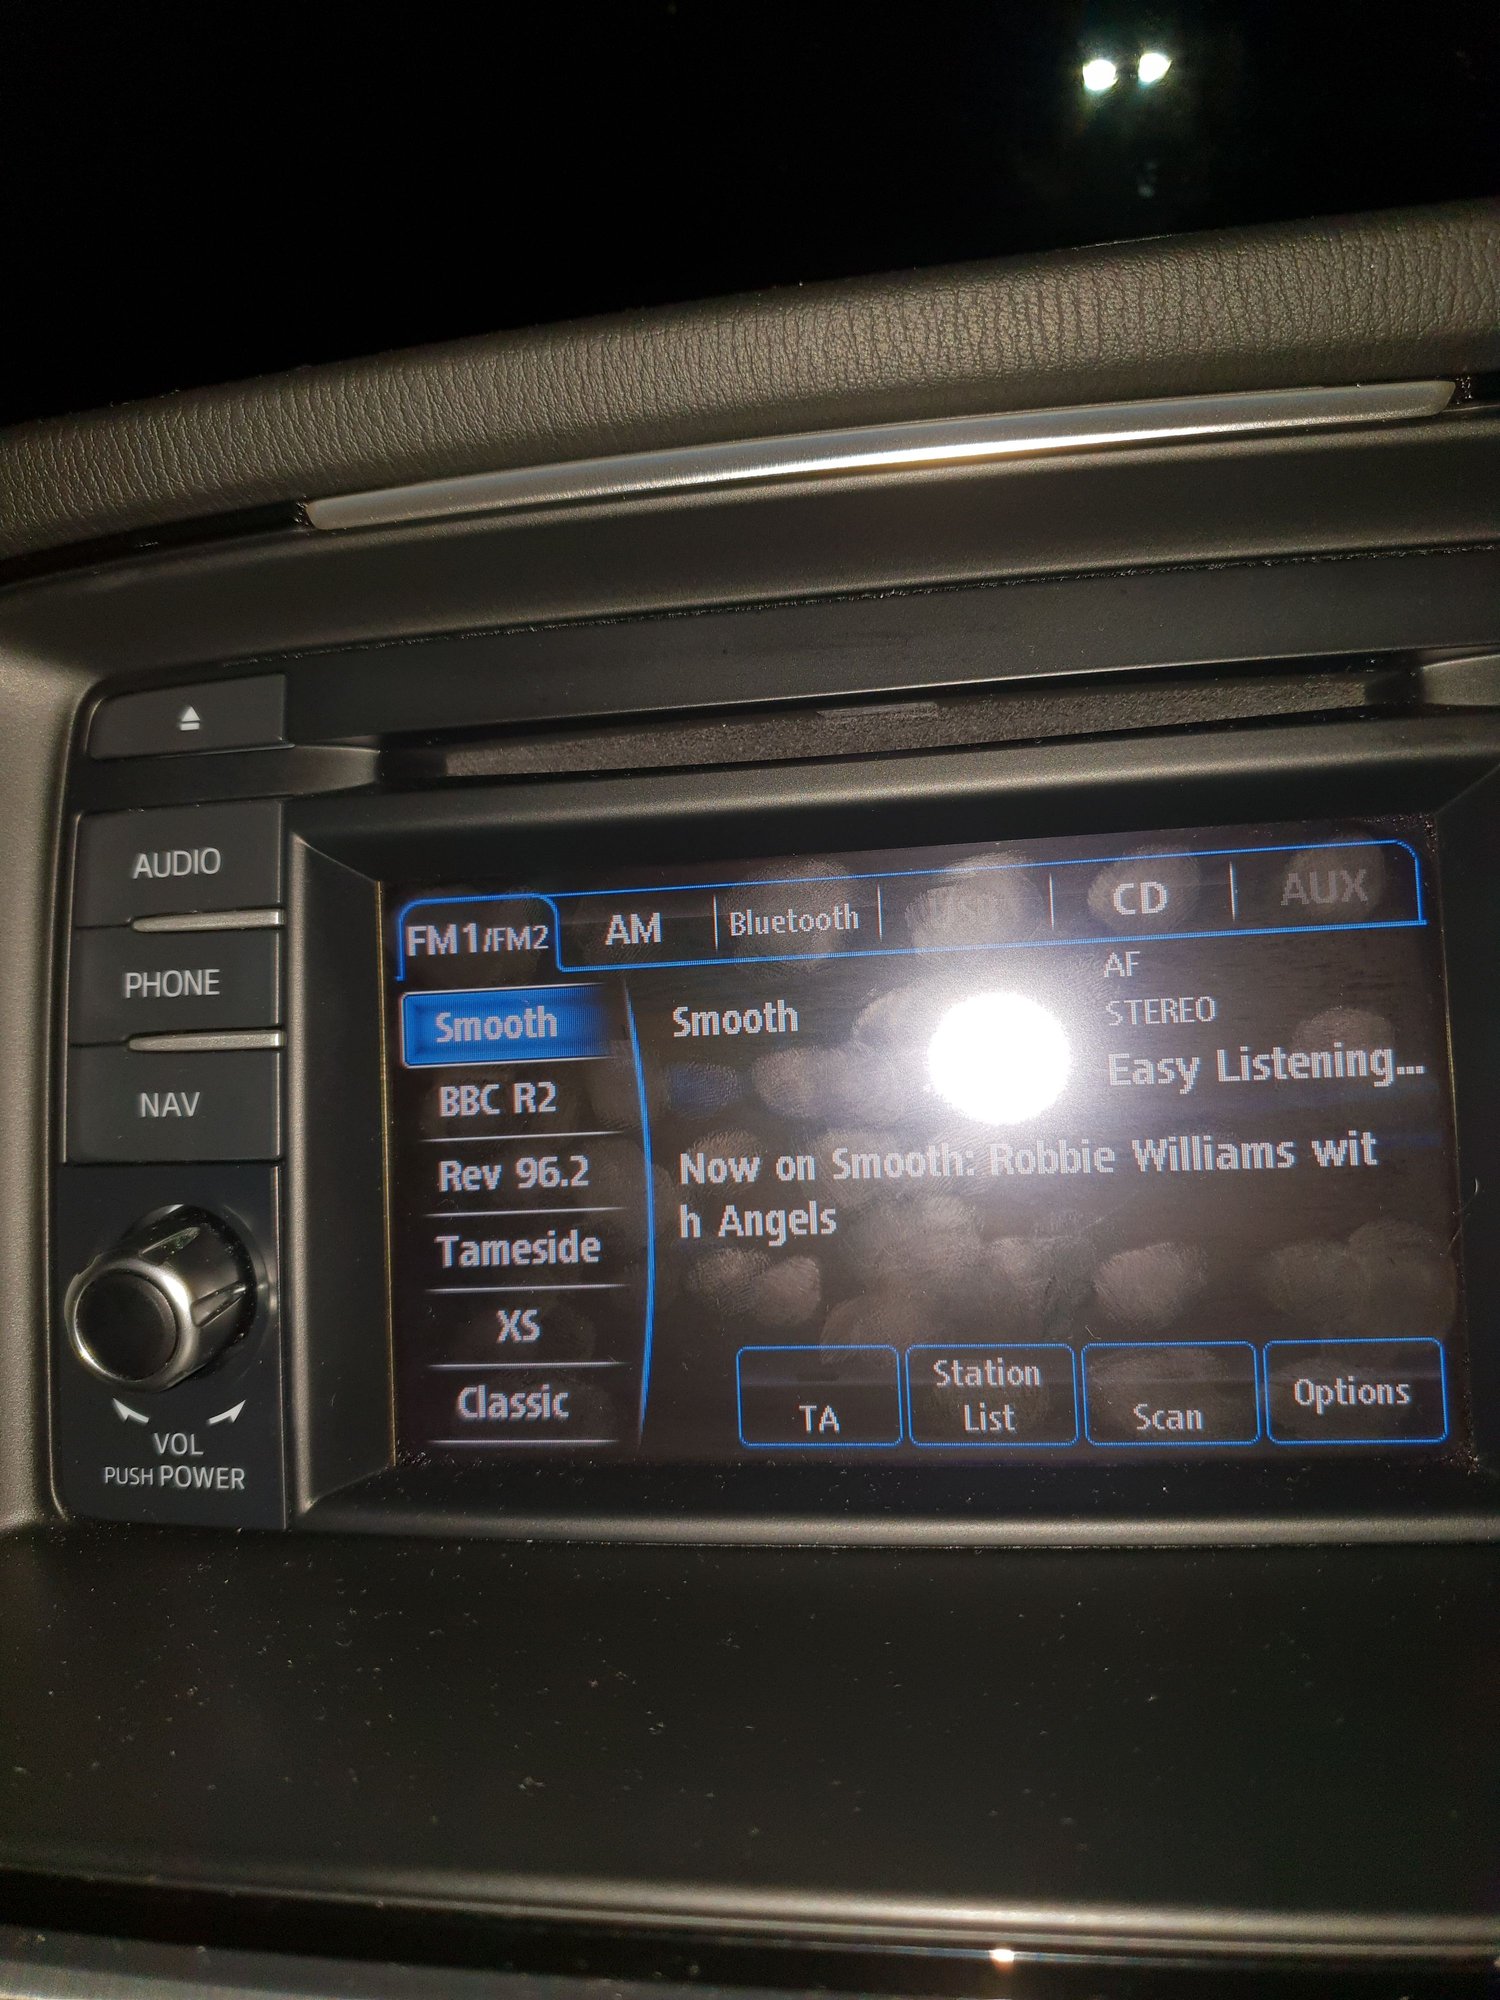 AUDIO
PHONE
NAV
VOL
PUSH POWER
FM1/FM2 AM Bluetooth CD AUX
Smooth
BBC R2
Rev 96.2
Tameside
XS
Classic
Smooth
AF
STEREO
Easy Listening...
Now on Smooth: Robbie Williams wit
h Angels
TA
Station
List
Scan
Options